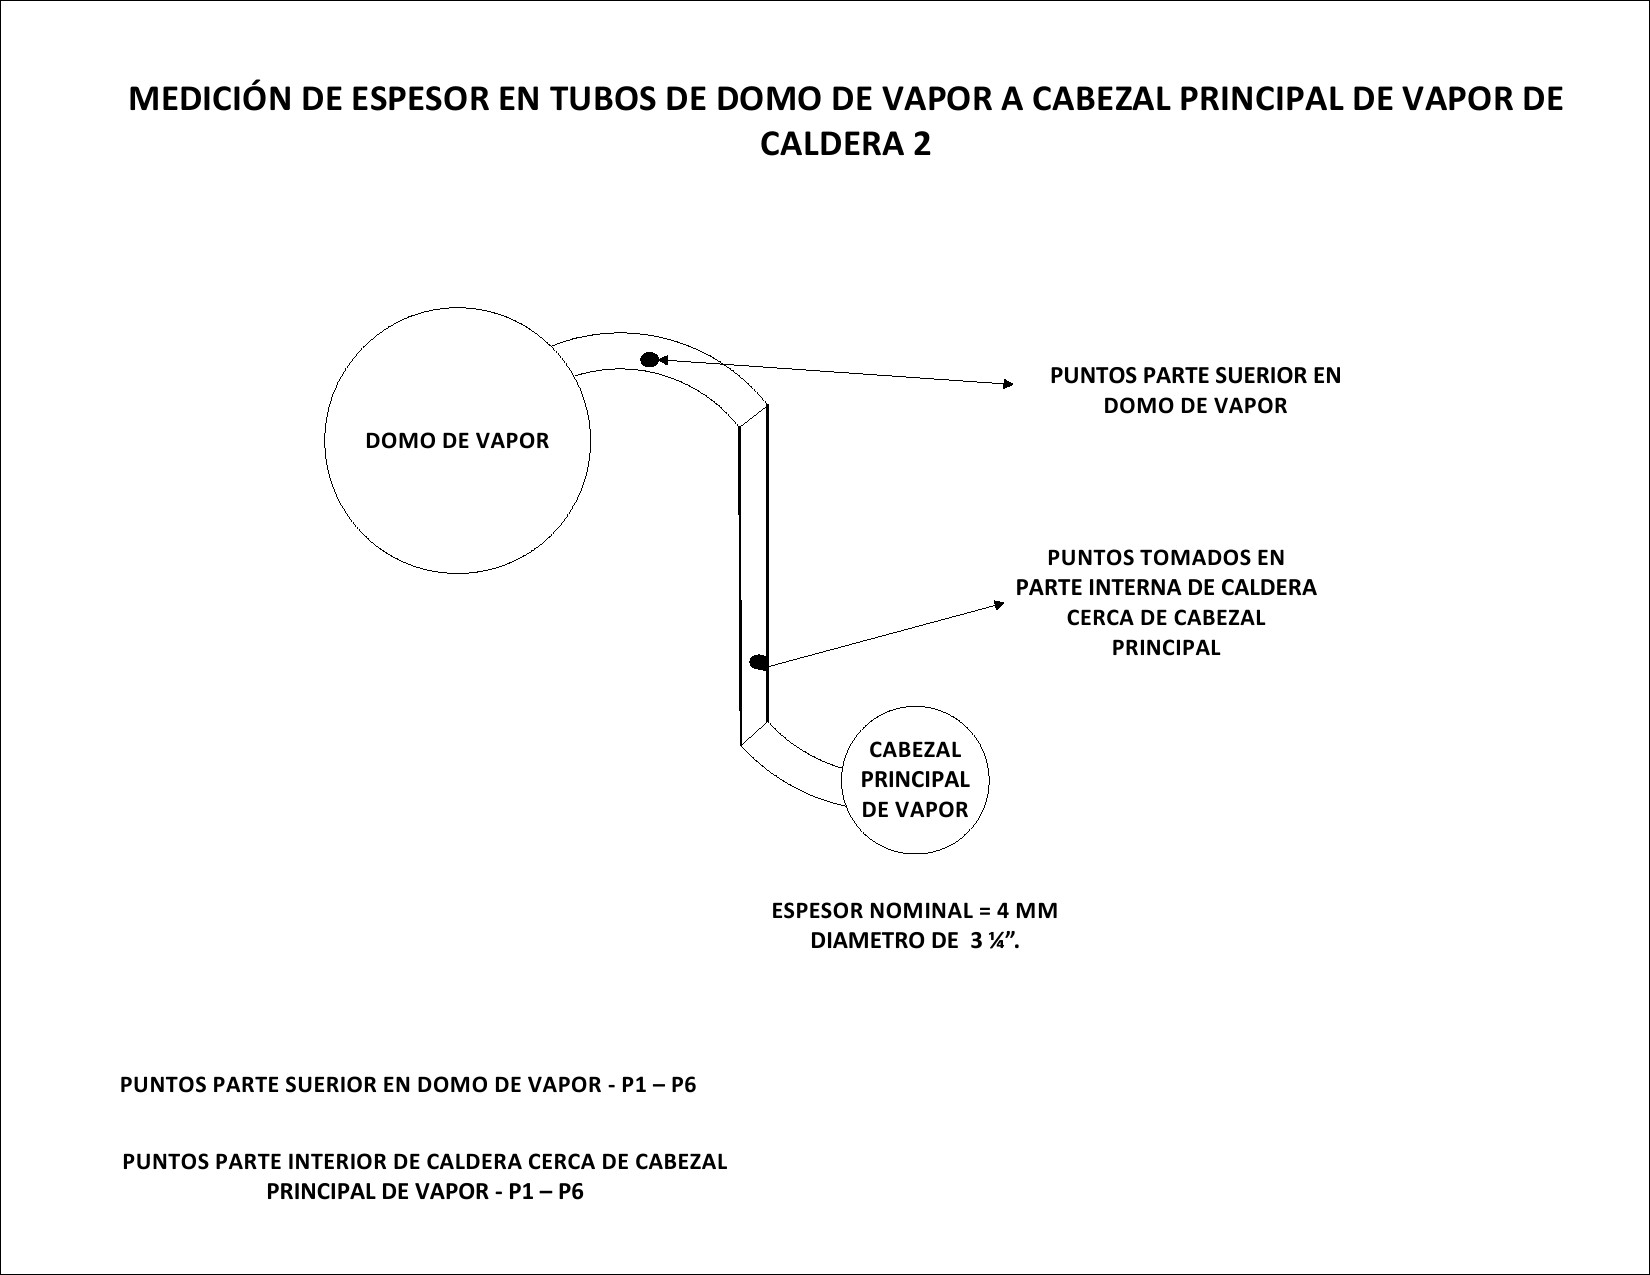 MEDICIÓN DE ESPESOR EN TUBOS DE DOMO DE VAPOR A CABEZAL PRINCIPAL DE VAPOR DE
CALDERA 2
PUNTOS PARTE SUERIOR EN
DOMO DE VAPOR
DOMO DE VAPOR
PUNTOS TOMADOS EN
PARTE INTERNA DE CALDERA
CERCA DE CABEZAL
PRINCIPAL
CABEZAL
PRINCIPAL
DE VAPOR
ESPESOR NOMINAL = 4 MM
DIAMETRO DE  3 ¼”.
PUNTOS PARTE SUERIOR EN DOMO DE VAPOR - P1 – P6
PUNTOS PARTE INTERIOR DE CALDERA CERCA DE CABEZAL
PRINCIPAL DE VAPOR - P1 – P6